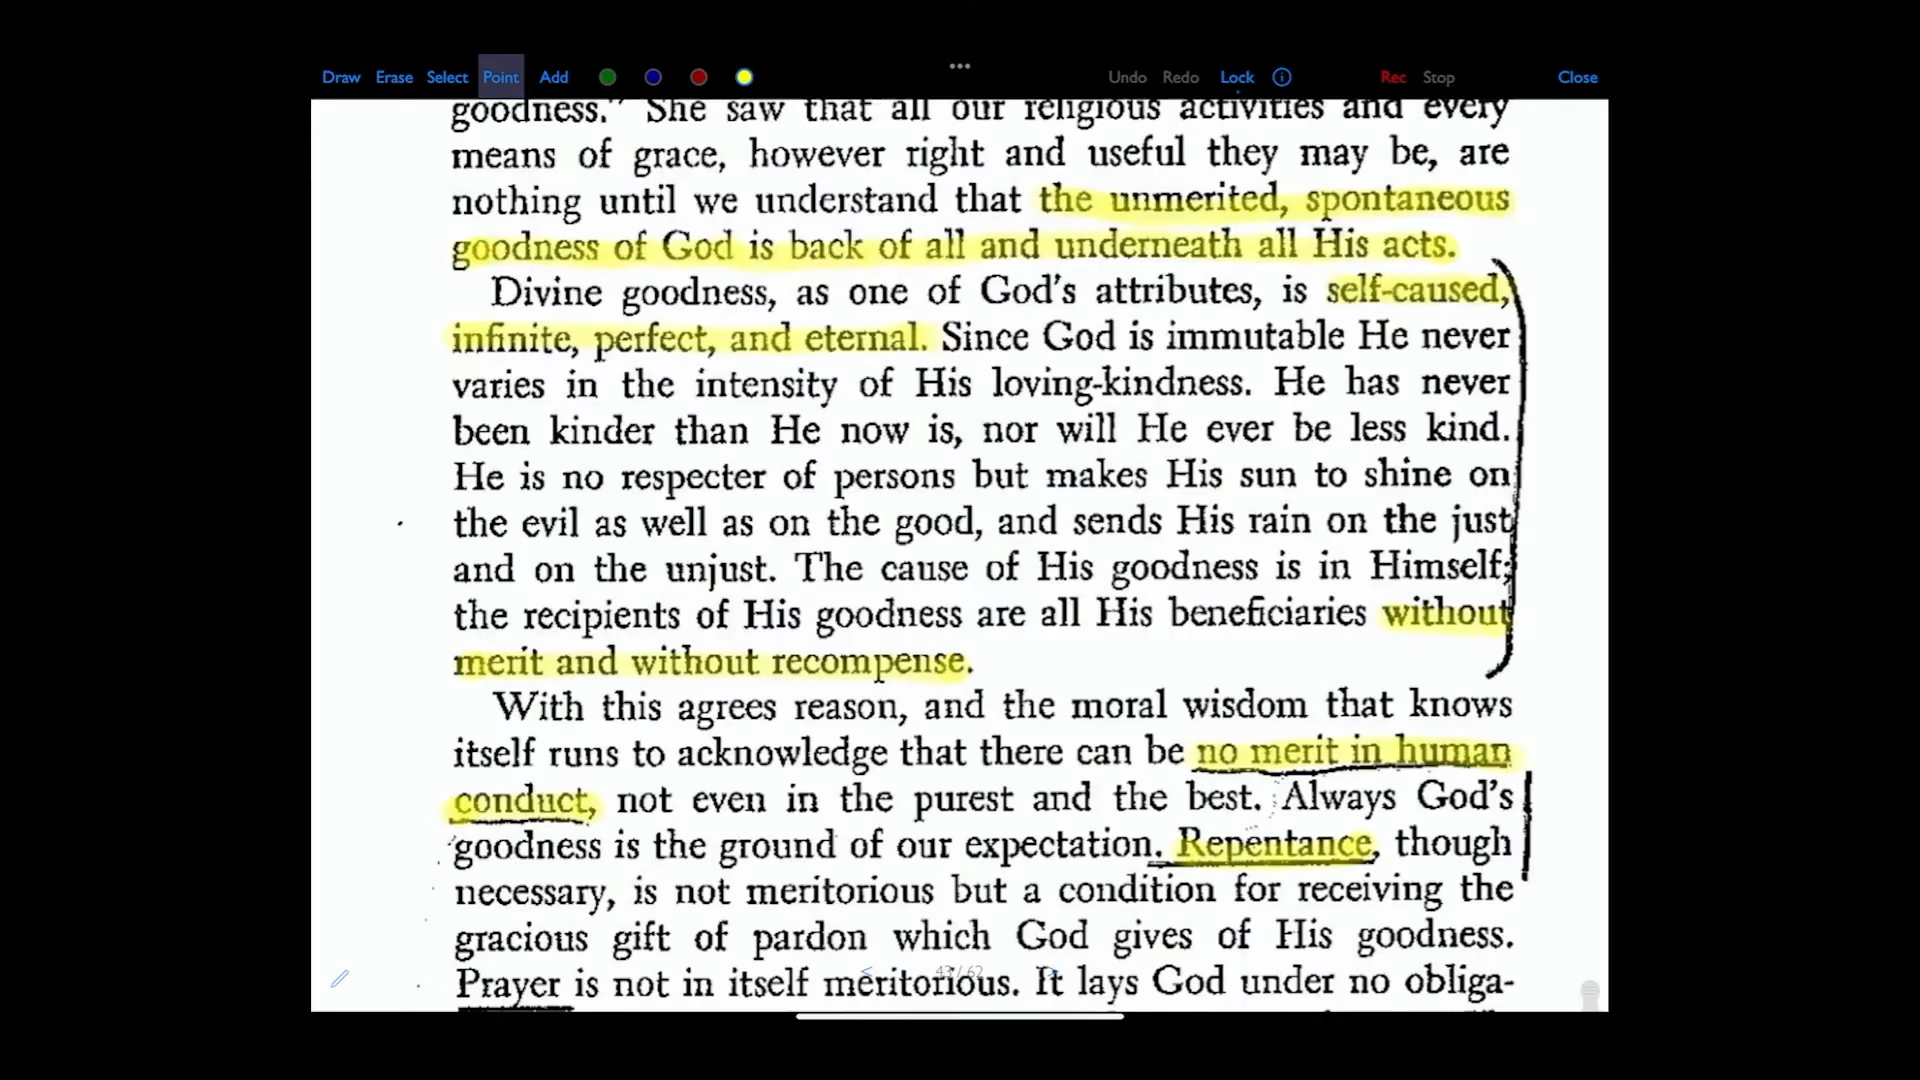 Draw Erase Select Point Add Undo Redo Lock Rec Stop Close
goodness." She saw that all our religious activities and every
means of grace, however right and useful they may be, are
nothing until we understand that the unmerited, spontaneous
goodness of God is back of all and underneath all His acts.
Divine goodness, as one of God's attributes, is self-caused,
infinite, perfect, and eternal. Since God is immutable He never
varies in the intensity of His loving-kindness. He has never
been kinder than He now is, nor will He ever be less kind.
He is no respecter of persons but makes His sun to shine on
the evil as well as on the good, and sends His rain on the just
and on the unjust. The cause of His goodness is in Himself;
the recipients of His goodness are all His beneficiaries without
merit and without recompense.
With this agrees reason, and the moral wisdom that knows
itself runs to acknowledge that there can be no merit in human
conduct, not even in the purest and the best. Always God's
goodness is the ground of our expectation. Repentance, though
necessary, is not meritorious but a condition for receiving the
gracious gift of pardon which God gives of His goodness.
< 43 / 62 >
Prayer is not in itself meritorious. It lays God under no obliga-